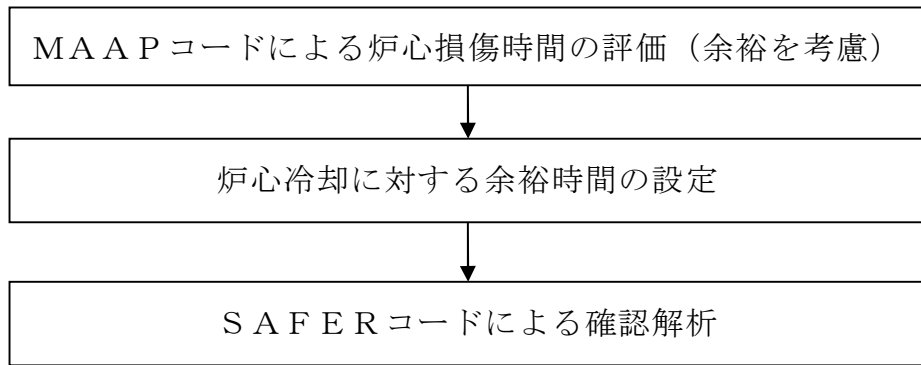 MAAPコードによる炉心損傷時間の評価（余裕を考慮）
炉心冷却に対する余裕時間の設定
SAFERコードによる確認解析